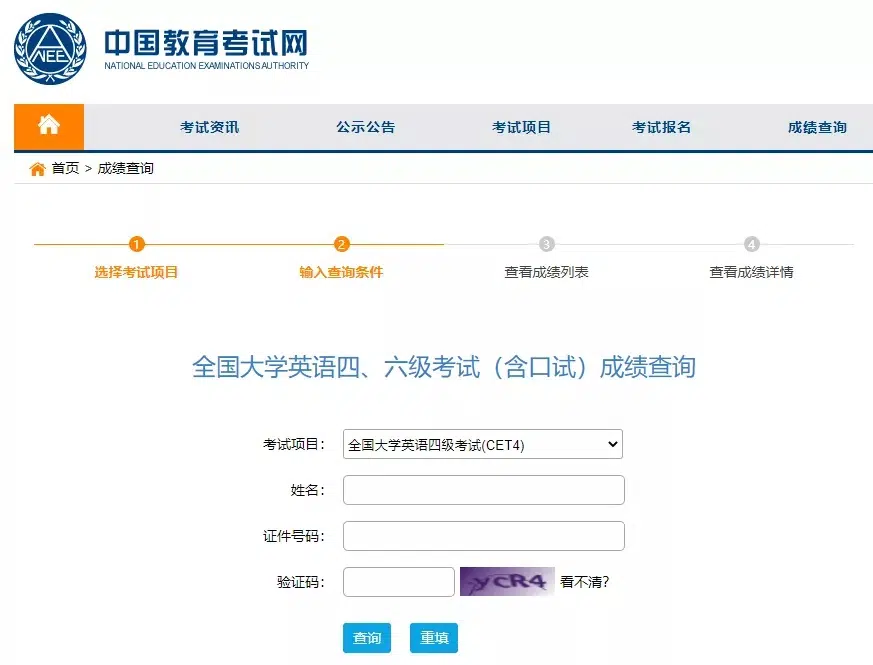 NEE
中国教育考试网
NATIONAL EDUCATION EXAMINATIONS AUTHORITY
考试资讯 公示公告 考试项目 考试报名 成绩查询
首页 > 成绩查询
1 2 3 4
选择考试项目 输入查询条件 查看成绩列表 查看成绩详情
全国大学英语四、六级考试（含口试）成绩查询
考试项目： 全国大学英语四级考试(CET4)
姓名：
证件号码：
验证码： ycR4 看不清?
查询 重填